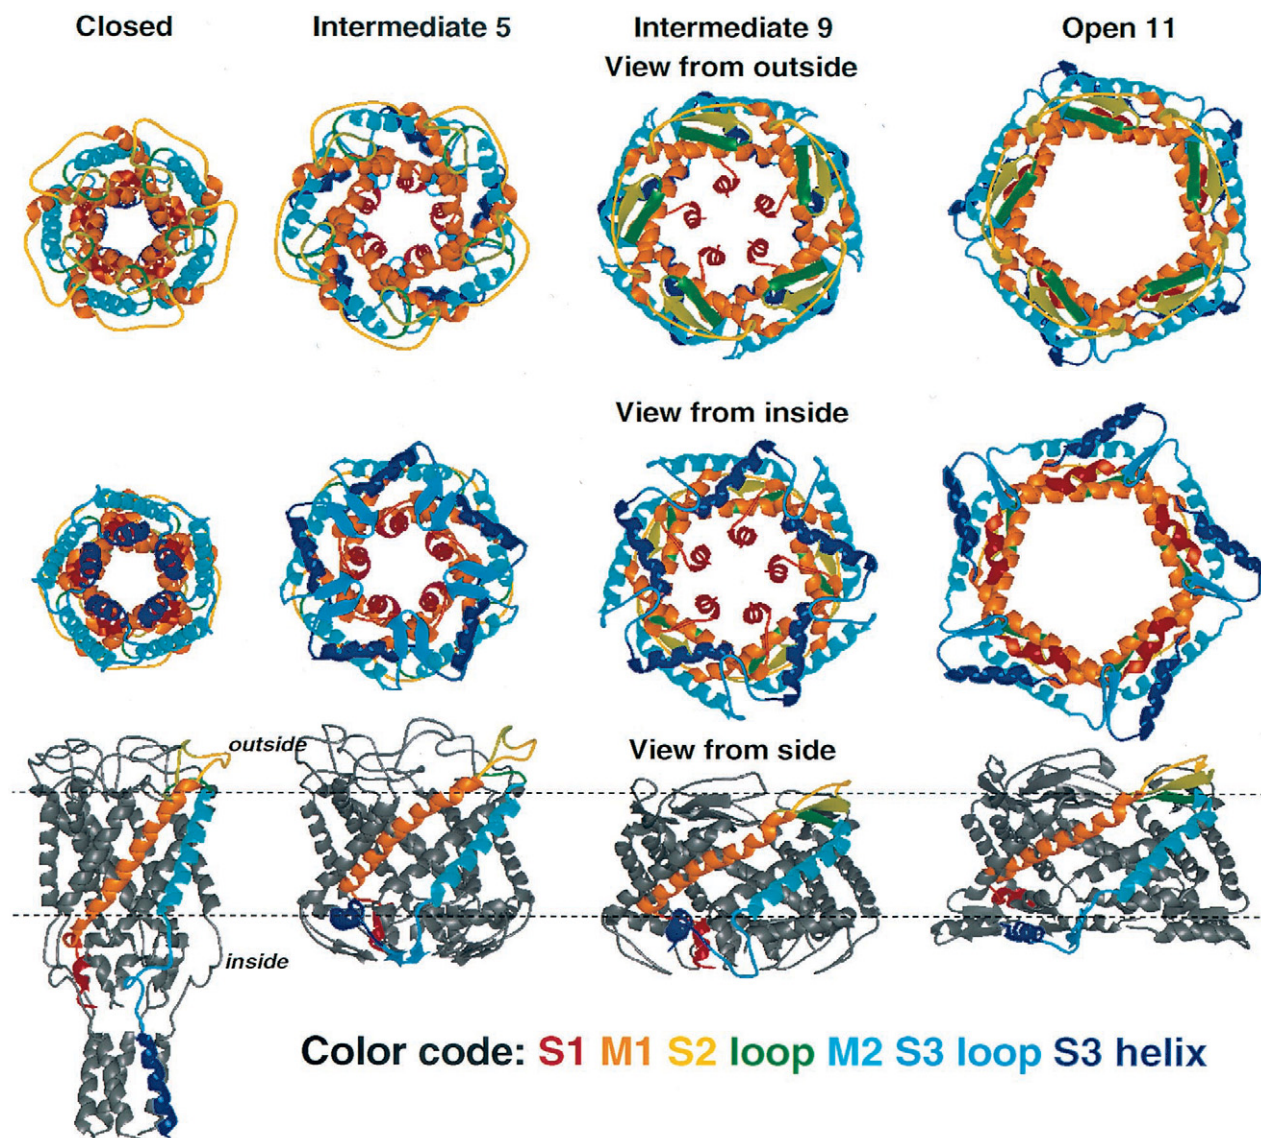 Closed Intermediate 5 Intermediate 9 Open 11
View from outside
View from inside
View from side
outside
inside
Color code: S1 M1 S2 loop M2 S3 loop S3 helix